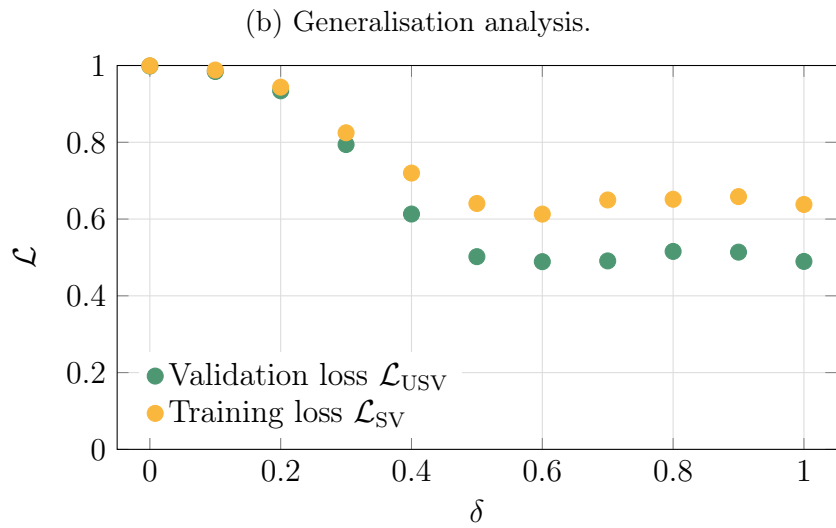 (b) Generalisation analysis.
1
0.8
0.6
0.4
0.2
0
ℒ
Validation loss ℒ_USV
Training loss ℒ_SV
0 0.2 0.4 0.6 0.8 1
δ